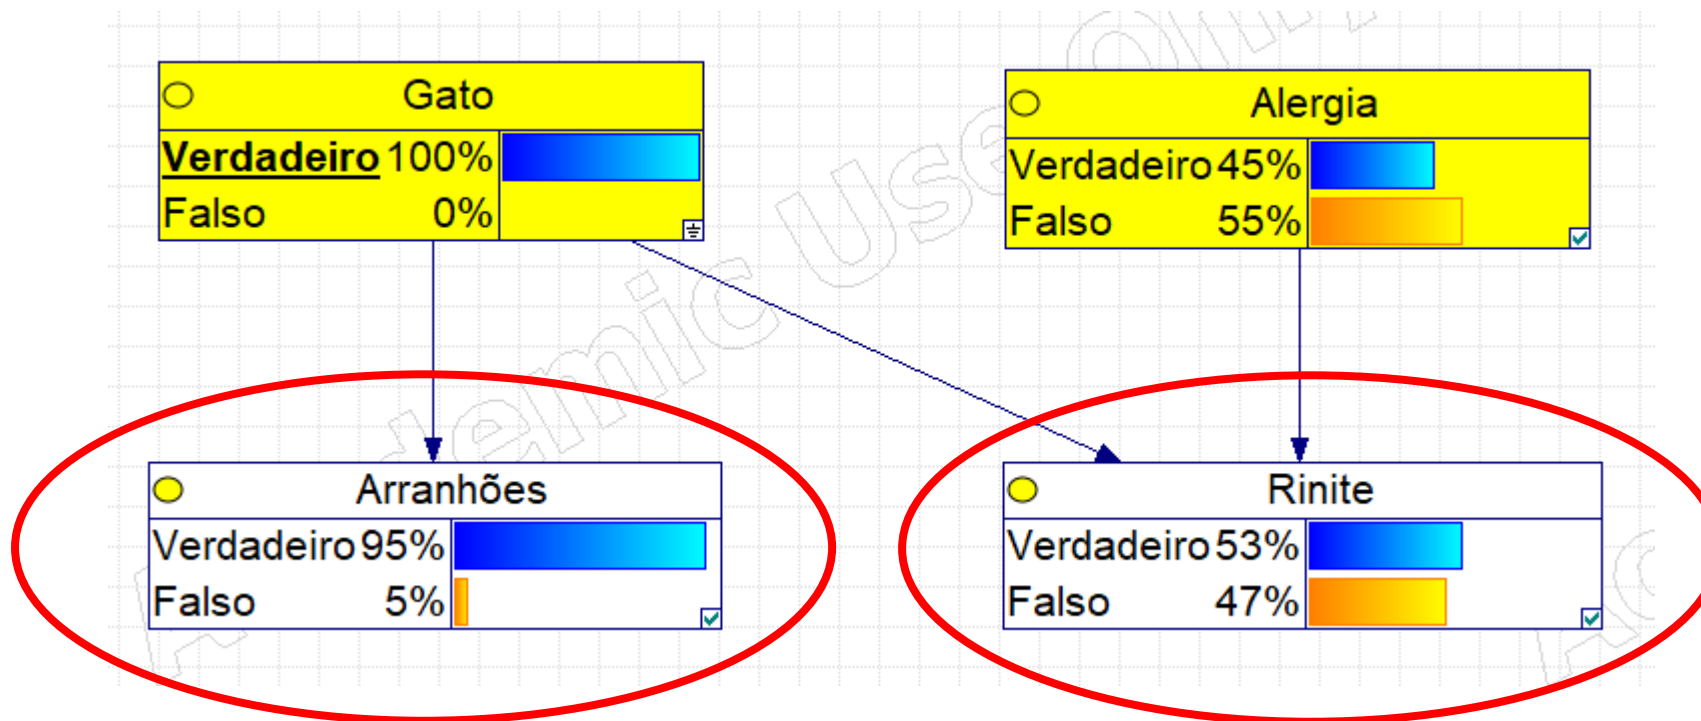 Gato
Verdadeiro 100%
Falso 0%
Alergia
Verdadeiro 45%
Falso 55%
Arranhões
Verdadeiro 95%
Falso 5%
Rinite
Verdadeiro 53%
Falso 47%